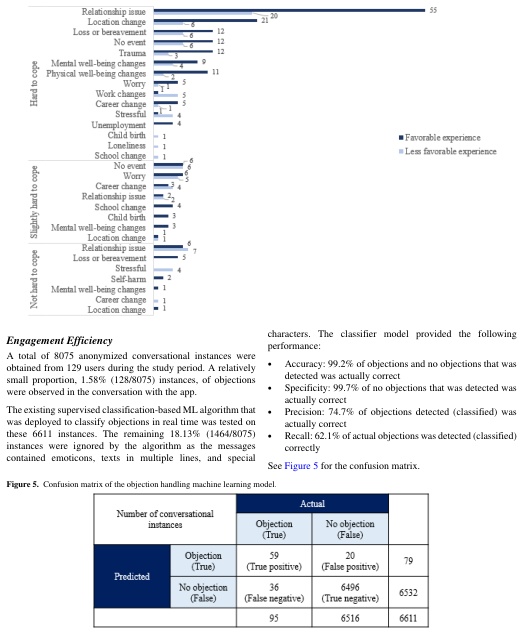 Hard to cope
Relationship issue 55 20
Location change 21 6
Loss or bereavement 12 6
No event 12 6
Trauma 12 3
Mental well-being changes 9 4
Physical well-being changes 11 2
Worry 5 1
Work changes 1 5
Career change 5 1
Stressful 1 4
Unemployment 4
Child birth 1
Loneliness 1
School change 1
Favorable experience
Less favorable experience
Slightly hard to cope
No event 6 6
Worry 6 5
Career change 3 4
Relationship issue 2 2
School change 4
Child birth 3
Mental well-being changes 3
Location change 1 1
Not hard to cope
Relationship issue 6 7
Loss or bereavement 5
Stressful 4
Self-harm 2
Mental well-being changes 1
Career change 1
Location change 1
Engagement Efficiency
A total of 8075 anonymized conversational instances were
obtained from 129 users during the study period. A relatively
small proportion, 1.58% (128/8075) instances, of objections
were observed in the conversation with the app.
The existing supervised classification-based ML algorithm that
was deployed to classify objections in real time was tested on
these 6611 instances. The remaining 18.13% (1464/8075)
instances were ignored by the algorithm as the messages
contained emoticons, texts in multiple lines, and special
characters. The classifier model provided the following
performance:
• Accuracy: 99.2% of objections and no objections that was
detected was actually correct
• Specificity: 99.7% of no objections that was detected was
actually correct
• Precision: 74.7% of objections detected (classified) was
actually correct
• Recall: 62.1% of actual objections was detected (classified)
correctly
See Figure 5 for the confusion matrix.
Figure 5. Confusion matrix of the objection handling machine learning model.
Number of conversational
instances
Actual
Objection
(True)
No objection
(False)
Predicted
Objection
(True)
59
(True positive)
20
(False positive)
79
No objection
(False)
36
(False negative)
6496
(True negative)
6532
95
6516
6611